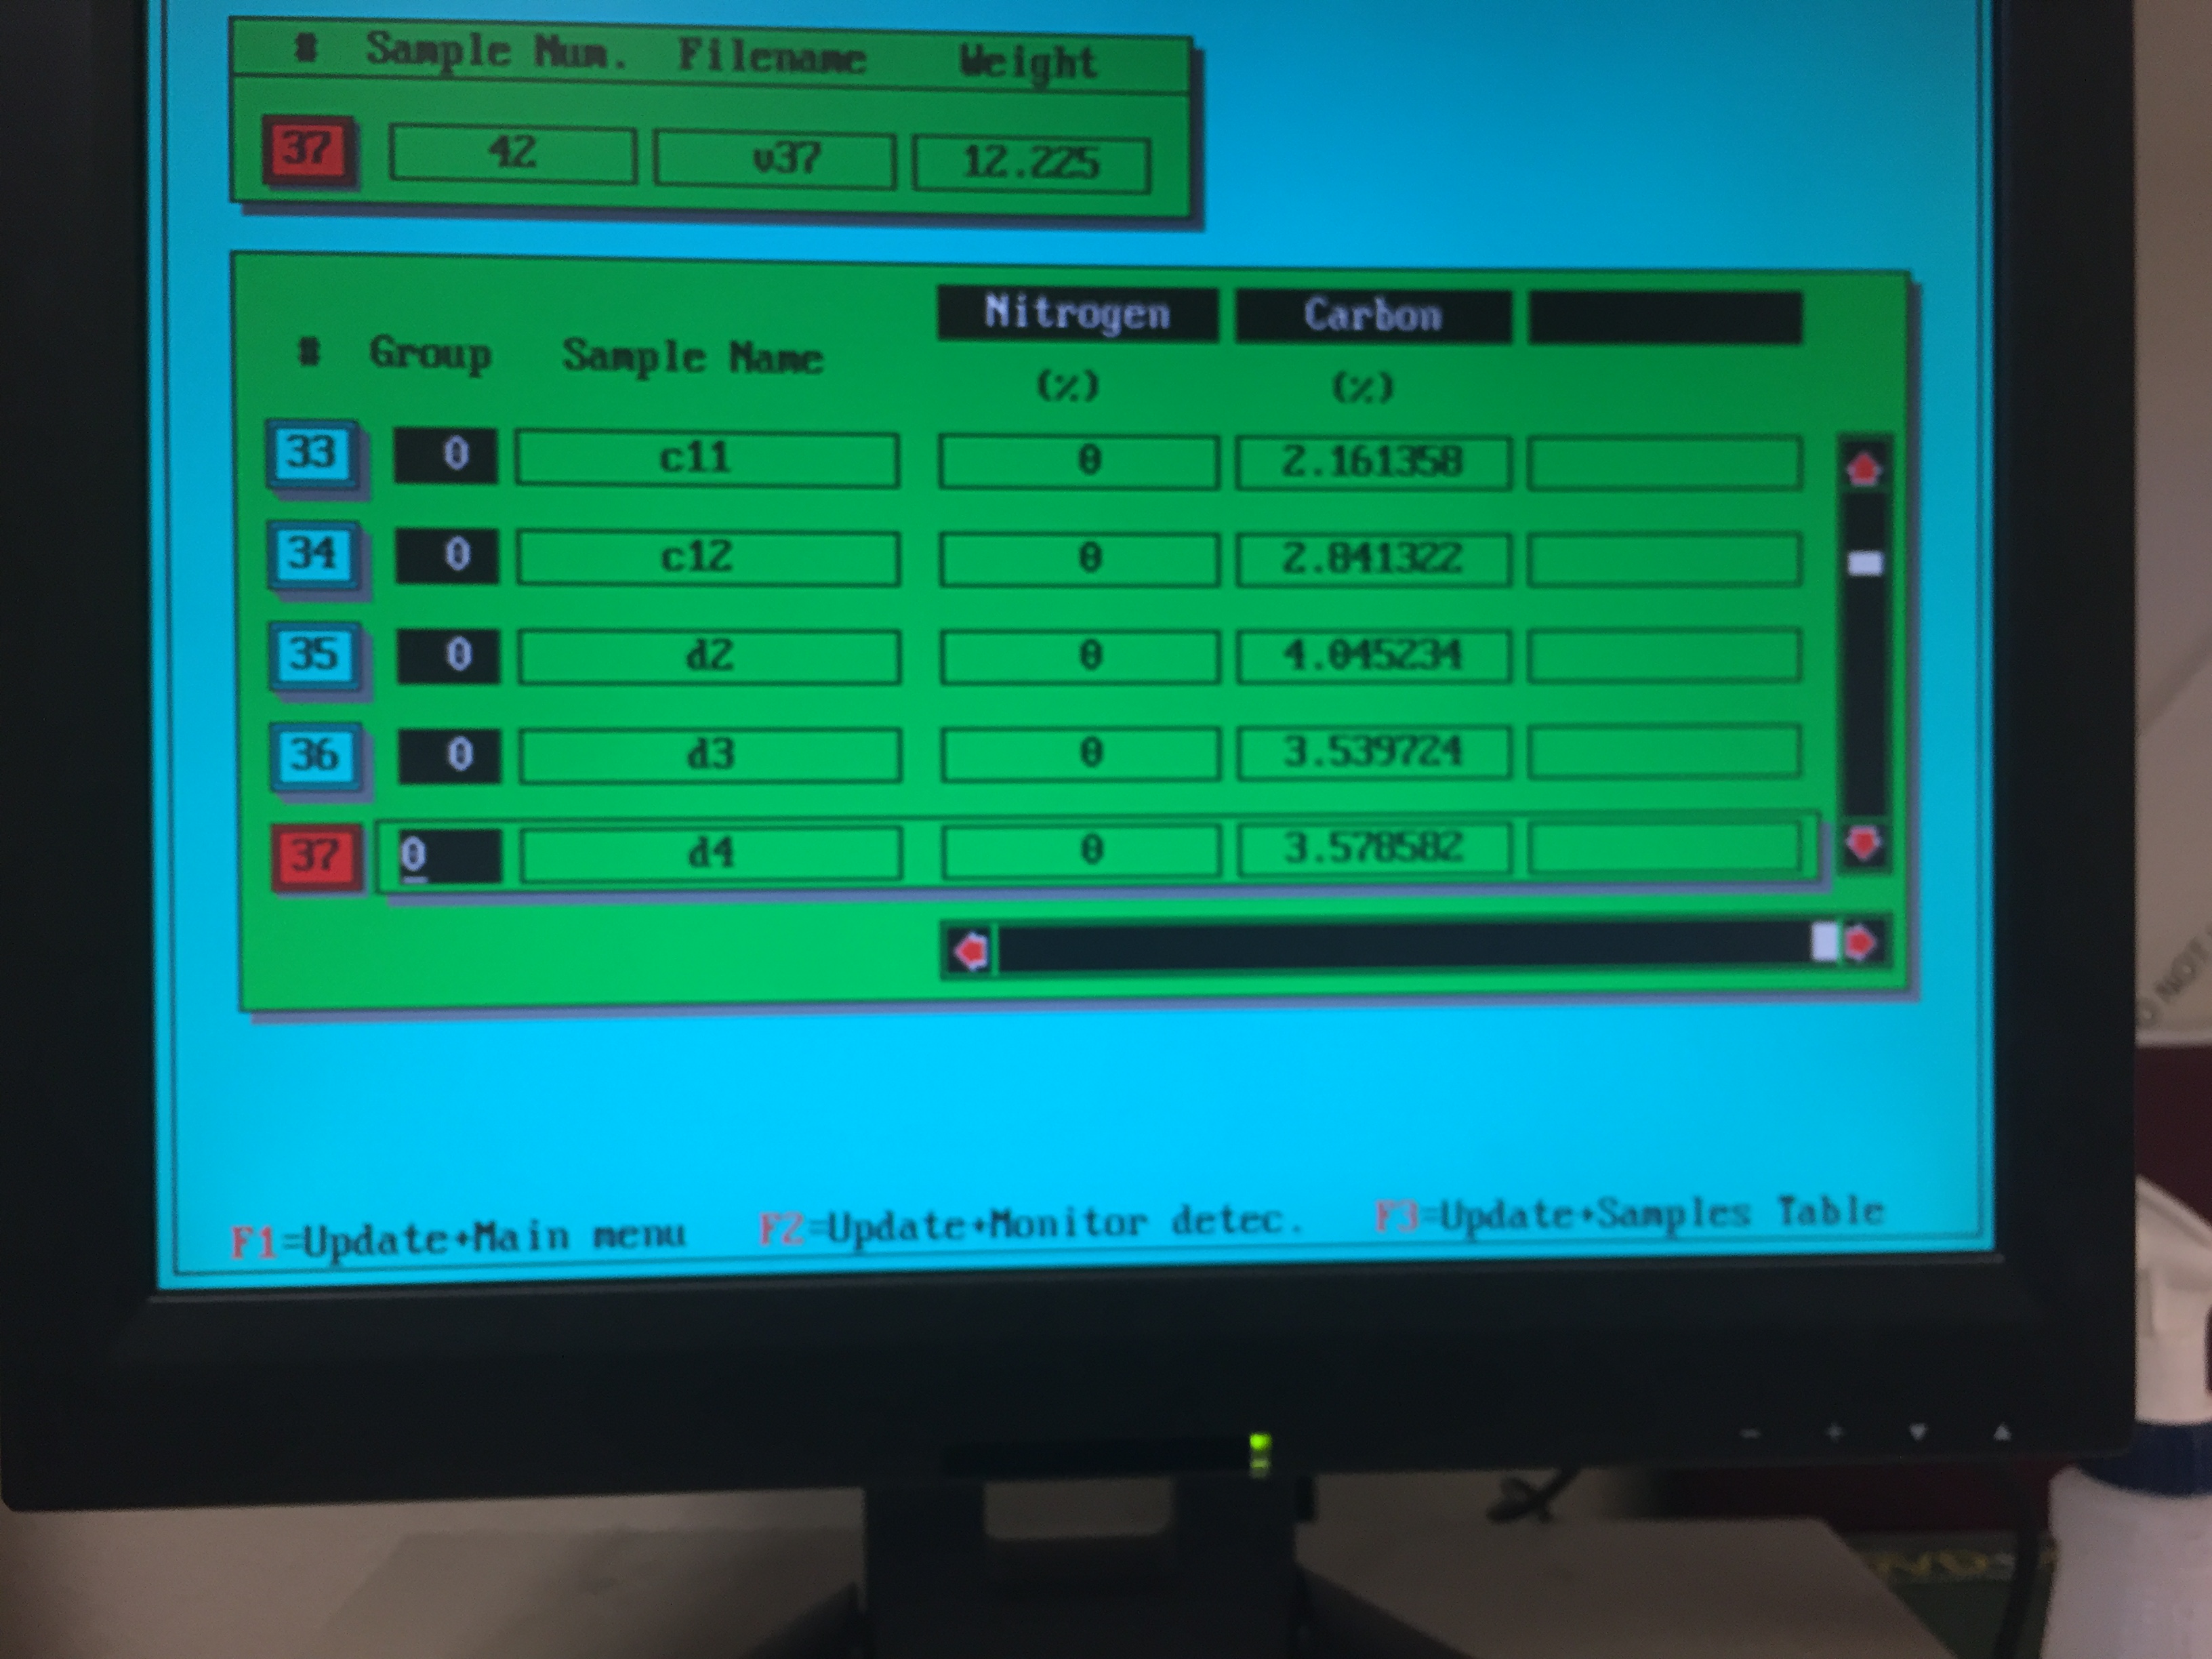 # Sample Num. Filename Weight
37 42 v37 12.225
Nitrogen Carbon
# Group Sample Name (%) (%)
33 0 c11 0 2.161358
34 0 c12 0 2.841322
35 0 d2 0 4.045234
36 0 d3 0 3.539724
37 0 d4 0 3.578582
F1=Update+Main menu F2=Update+Monitor detec. F3=Update+Samples Table
NOT
- +